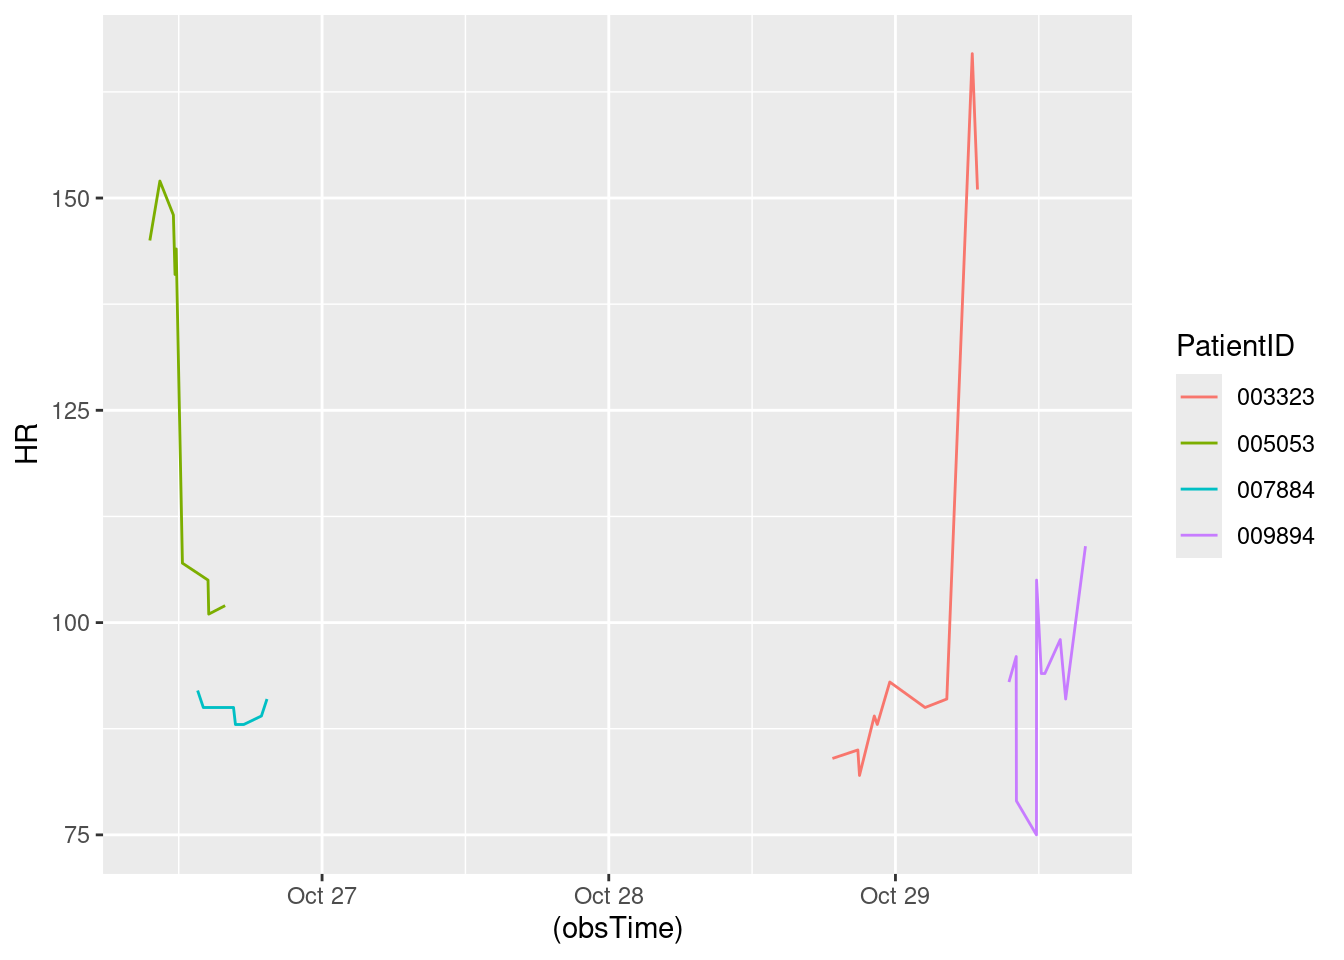 HR
150
125
100
75
Oct 27
Oct 28
Oct 29
(obsTime)
PatientID
003323
005053
007884
009894